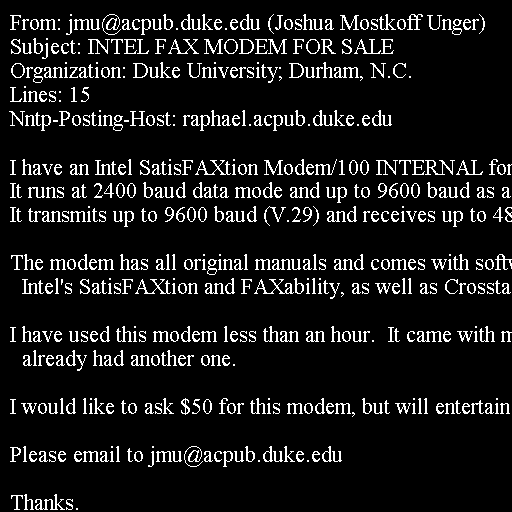 From: jmu@acpub.duke.edu (Joshua Mostkoff Unger)
Subject: INTEL FAX MODEM FOR SALE
Organization: Duke University; Durham, N.C.
Lines: 15
Nntp-Posting-Host: raphael.acpub.duke.edu

I have an Intel SatisFAXtion Modem/100 INTERNAL for
It runs at 2400 baud data mode and up to 9600 baud as a
It transmits up to 9600 baud (V.29) and receives up to 48
The modem has all original manuals and comes with
Intel's SatisFAXtion and FAXability, as well as
I have used this modem less than an hour.  It came with
already had another one.
I would like to ask $50 for this modem, but will entertain
Please email to jmu@acpub.duke.edu
Thanks.